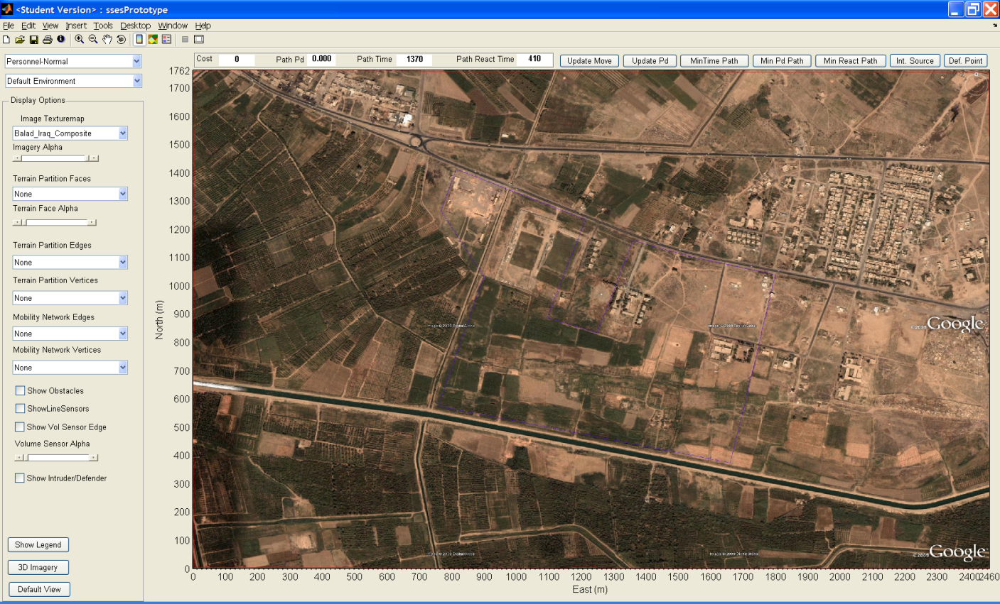 <Student Version> : ssesPrototype
File Edit View Insert Tools Desktop Window Help
Personnel-Normal
Default Environment
Display Options
Image Texturemap
Balad_Iraq_Composite
Imagery Alpha
Terrain Partition Faces
None
Terrain Face Alpha
Terrain Partition Edges
None
Terrain Partition Vertices
None
Mobility Network Edges
None
Mobility Network Vertices
None
Show Obstacles
ShowLineSensors
Show Vol Sensor Edge
Volume Sensor Alpha
Show Intruder/Defender
Show Legend
3D Imagery
Default View
Cost 0 Path Pd 0.000 Path Time 1370 Path React Time 410 Update Move Update Pd MinTime Path Min Pd Path Min React Path Int. Source Def. Point
1762
1700
1600
1500
1400
1300
1200
1100
1000
900
800
700
600
500
400
300
200
100
0
North (m)
Google
Google
0 100 200 300 400 500 600 700 800 900 1000 1100 1200 1300 1400 1500 1600 1700 1800 1900 2000 2100 2200 2300 2400 2460
East (m)